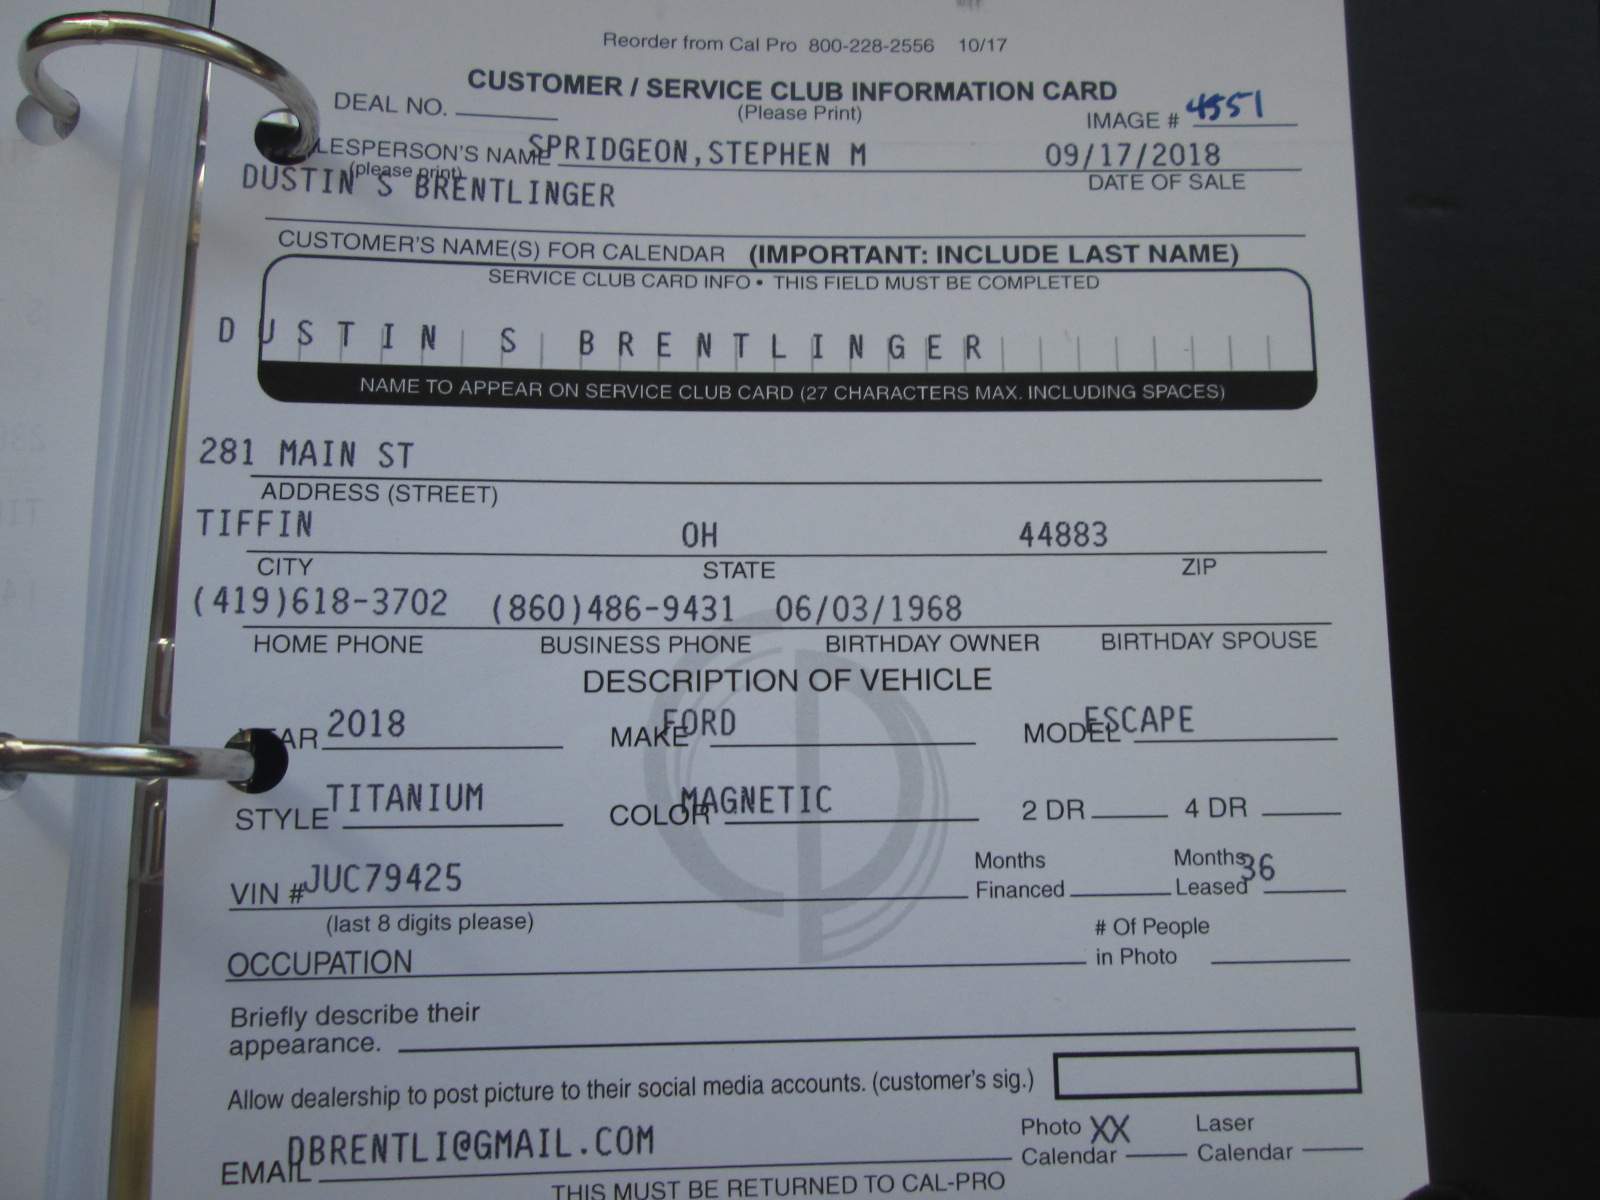 Reorder from Cal Pro 800-228-2556 10/17
CUSTOMER / SERVICE CLUB INFORMATION CARD
DEAL NO. (Please Print) IMAGE # 4551
LESPERSON'S NAME SPRIDGEON,STEPHEN M 09/17/2018
(please print) DATE OF SALE
DUSTIN S BRENTLINGER
CUSTOMER'S NAME(S) FOR CALENDAR (IMPORTANT: INCLUDE LAST NAME)
SERVICE CLUB CARD INFO • THIS FIELD MUST BE COMPLETED
DUSTIN S BRENTLINGER
NAME TO APPEAR ON SERVICE CLUB CARD (27 CHARACTERS MAX. INCLUDING SPACES)
281 MAIN ST
ADDRESS (STREET)
TIFFIN OH 44883
CITY STATE ZIP
(419)618-3702 (860)486-9431 06/03/1968
HOME PHONE BUSINESS PHONE BIRTHDAY OWNER BIRTHDAY SPOUSE
DESCRIPTION OF VEHICLE
AR 2018 MAKE FORD MODEL ESCAPE
STYLE TITANIUM COLOR MAGNETIC 2 DR 4 DR
VIN # JUC79425 Months Financed Months Leased 36
(last 8 digits please)
OCCUPATION # Of People in Photo
Briefly describe their
appearance.
Allow dealership to post picture to their social media accounts. (customer's sig.)
EMAIL DBRENTLI@GMAIL.COM Photo Calendar XX Laser Calendar
THIS MUST BE RETURNED TO CAL-PRO